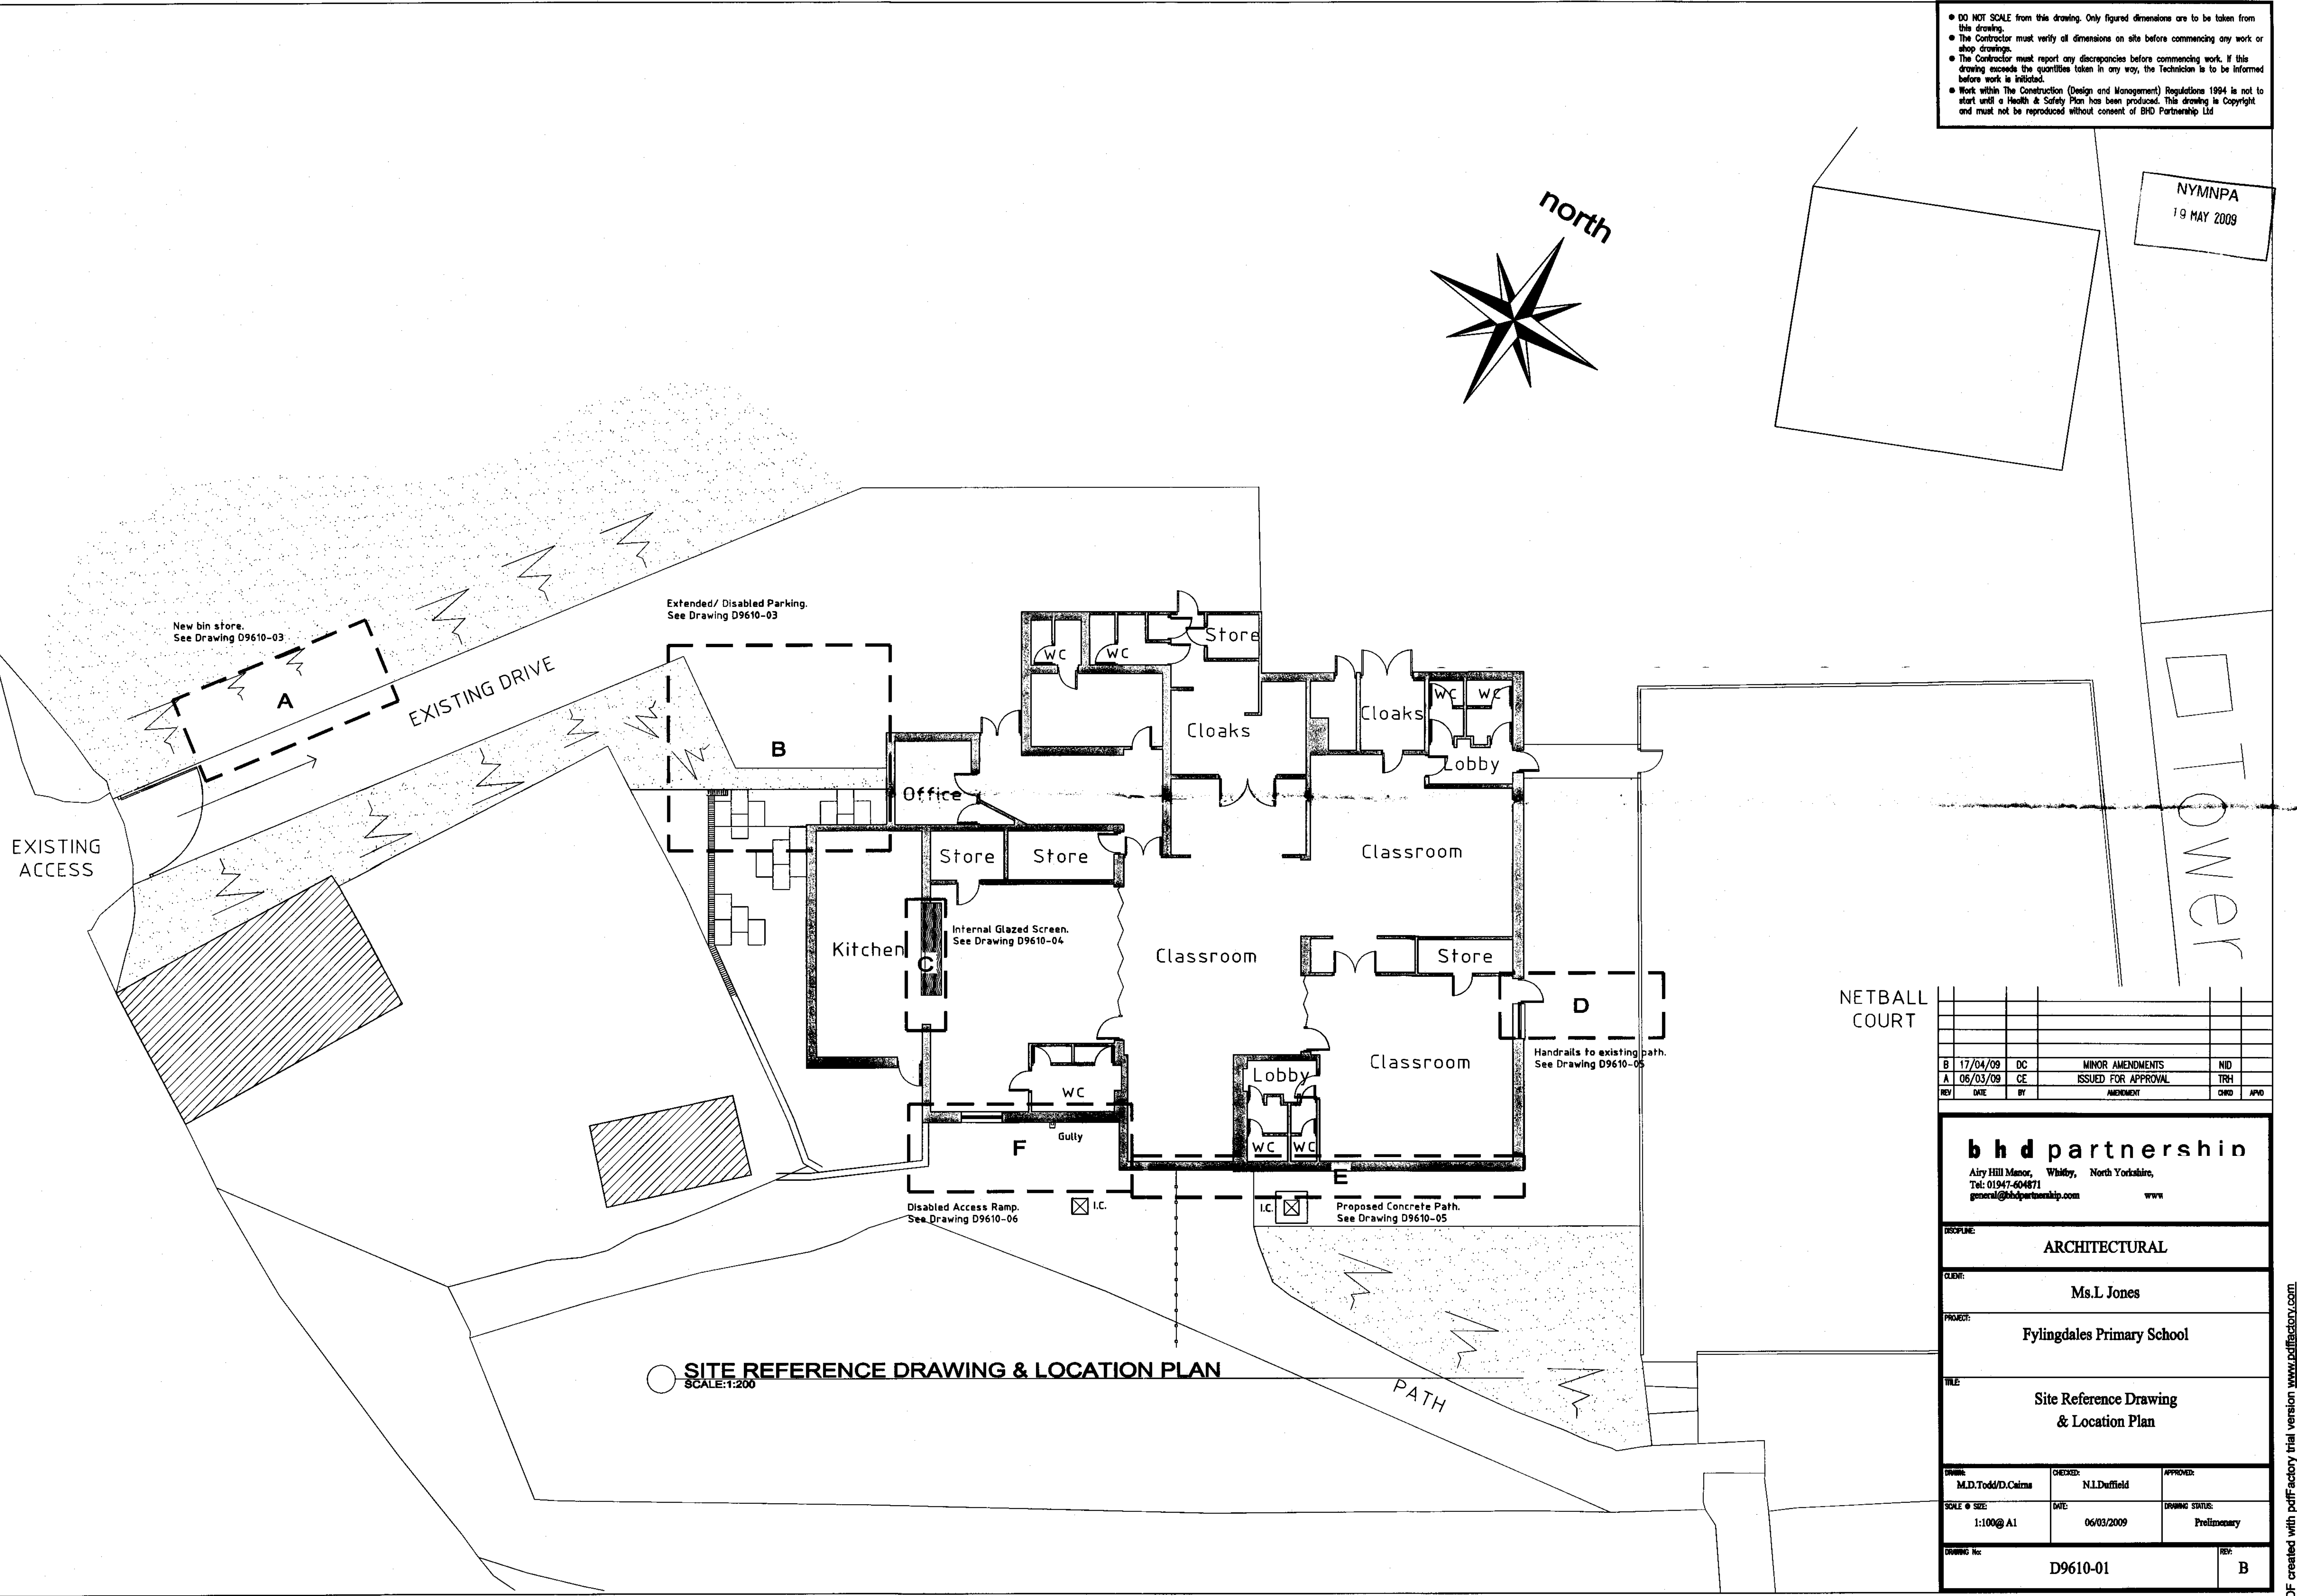 ● DO NOT SCALE from this drawing. Only figured dimensions are to be taken from
this drawing.
● The Contractor must verify all dimensions on site before commencing any work or
shop drawings.
● The Contractor must report any discrepancies before commencing work. If this
drawing exceeds the quantities taken in any way, the Technician is to be informed
before work is initiated.
● Work within The Construction (Design and Management) Regulations 1994 is not to
start until a Health & Safety Plan has been produced. This drawing is Copyright
and must not be reproduced without consent of BHD Partnership Ltd
NYMNPA
19 MAY 2009
north
Extended/ Disabled Parking.
See Drawing D9610-03
New bin store.
See Drawing D9610-03
A
EXISTING DRIVE
B
EXISTING
ACCESS
WC
WC
Store
Cloaks
Cloaks
WC
WC
Lobby
Office
Store
Store
Classroom
Kitchen
C
Internal Glazed Screen.
See Drawing D9610-04
Classroom
Store
D
Handrails to existing path.
See Drawing D9610-05
Classroom
Lobby
WC
WC
WC
F
Gully
E
Disabled Access Ramp.
See Drawing D9610-06
I.C.
I.C.
Proposed Concrete Path.
See Drawing D9610-05
NETBALL
COURT
Tower
PATH
SITE REFERENCE DRAWING & LOCATION PLAN
SCALE:1:200
B 17/04/09 DC MINOR AMENDMENTS NID
A 06/03/09 CE ISSUED FOR APPROVAL TRH
REV DATE BY AMENDMENT CHKD APVD
bhd partnership
Airy Hill Manor, Whitby, North Yorkshire,
Tel: 01947-604871
general@bhdpartnership.com www
DISCIPLINE:
ARCHITECTURAL
CLIENT:
Ms.L Jones
PROJECT:
Fylingdales Primary School
TITLE:
Site Reference Drawing
& Location Plan
DRAWN: CHECKED: APPROVED:
M.D.Todd/D.Cairns N.I.Duffield
SCALE @ SIZE: DATE: DRAWING STATUS:
1:100@ A1 06/03/2009 Prelimenary
DRAWING No: REV:
D9610-01 B
DF created with pdfFactory trial version www.pdffactory.com